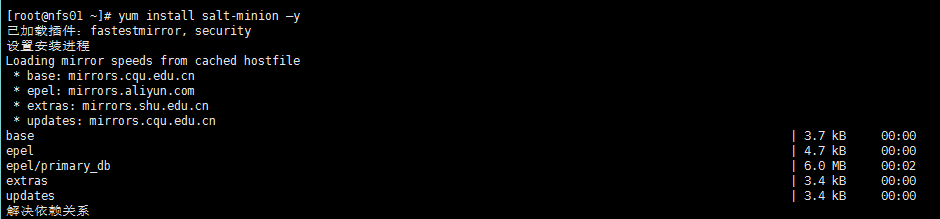 [root@nfs01 ~]# yum install salt-minion –y
已加载插件：fastestmirror, security
设置安装进程
Loading mirror speeds from cached hostfile
 * base: mirrors.cqu.edu.cn
 * epel: mirrors.aliyun.com
 * extras: mirrors.shu.edu.cn
 * updates: mirrors.cqu.edu.cn
base | 3.7 kB 00:00
epel | 4.7 kB 00:00
epel/primary_db | 6.0 MB 00:02
extras | 3.4 kB 00:00
updates | 3.4 kB 00:00
解决依赖关系